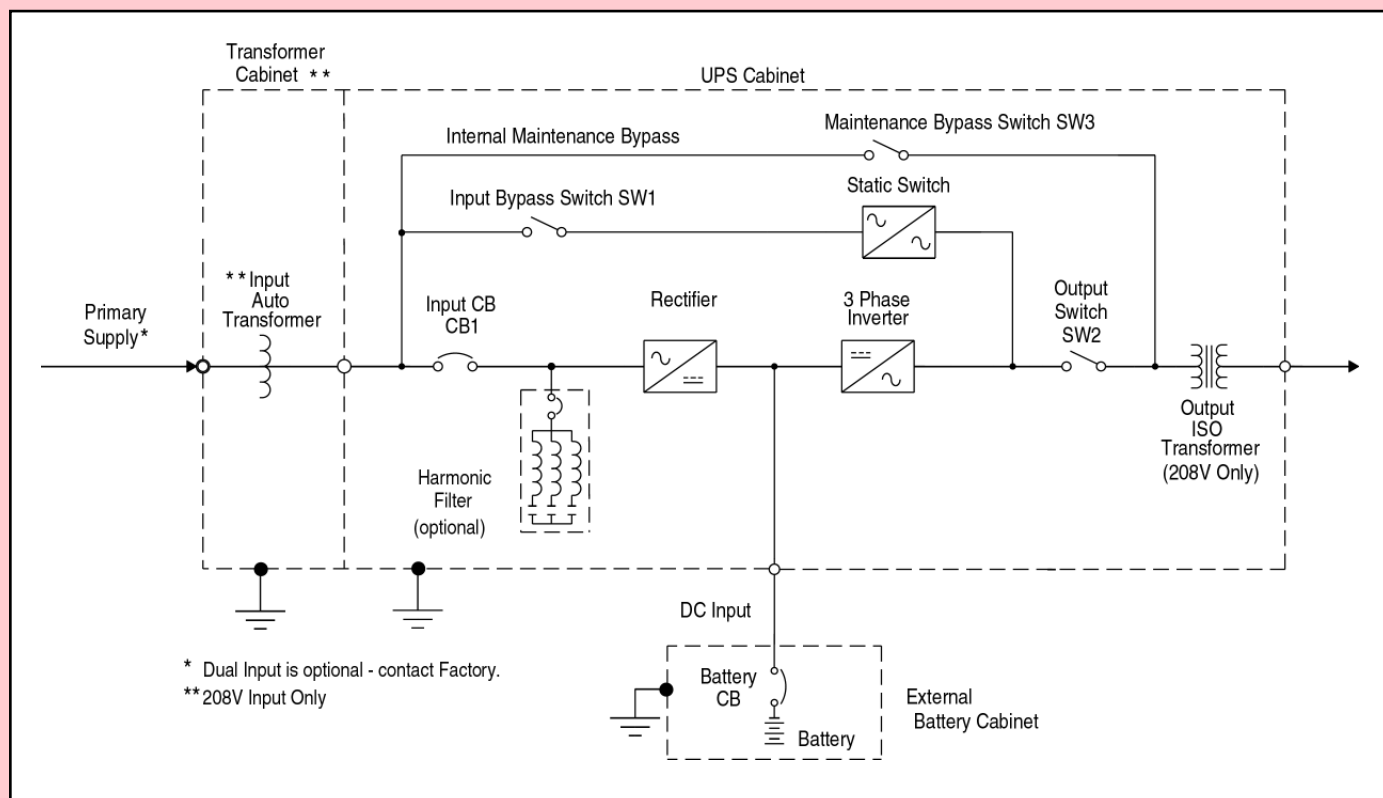 Transformer
Cabinet **
UPS Cabinet
Internal Maintenance Bypass
Maintenance Bypass Switch SW3
Input Bypass Switch SW1
Static Switch
**Input
Auto
Transformer
Primary
Supply*
Input CB
CB1
Rectifier
3 Phase
Inverter
Output
Switch
SW2
Output
ISO
Transformer
(208V Only)
Harmonic
Filter
(optional)
DC Input
* Dual Input is optional - contact Factory.
**208V Input Only
Battery
CB
Battery
External
Battery Cabinet